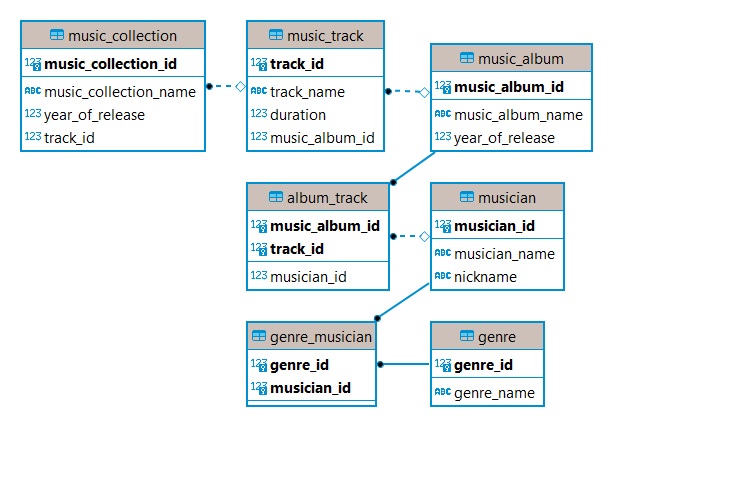 music_collection
123 music_collection_id
ABC music_collection_name
123 year_of_release
123 track_id
music_track
123 track_id
ABC track_name
123 duration
123 music_album_id
music_album
123 music_album_id
ABC music_album_name
123 year_of_release
album_track
123 music_album_id
123 track_id
123 musician_id
musician
123 musician_id
ABC musician_name
ABC nickname
genre_musician
123 genre_id
123 musician_id
genre
123 genre_id
ABC genre_name